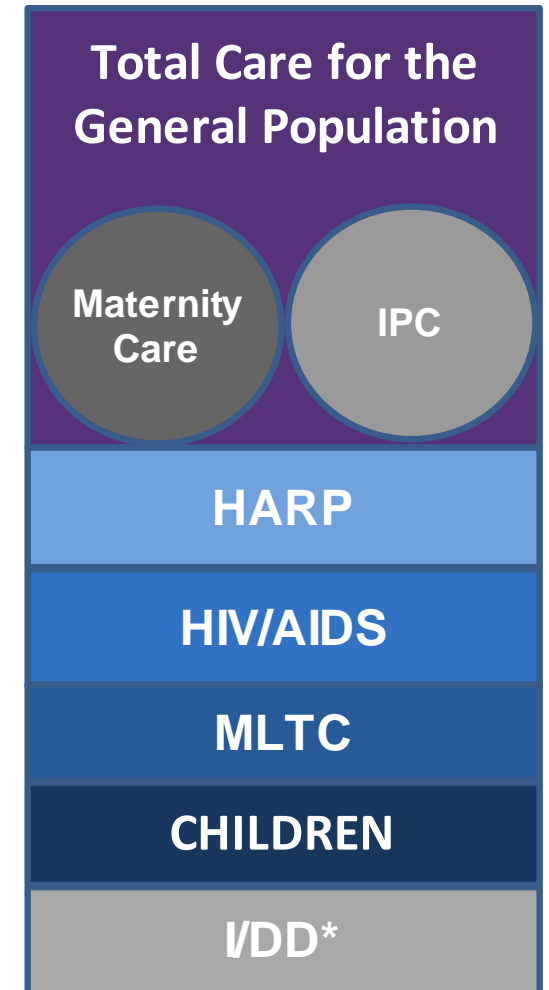 Total Care for the
General Population
Maternity
Care
IPC
HARP
HIV/AIDS
MLTC
CHILDREN
I/DD*